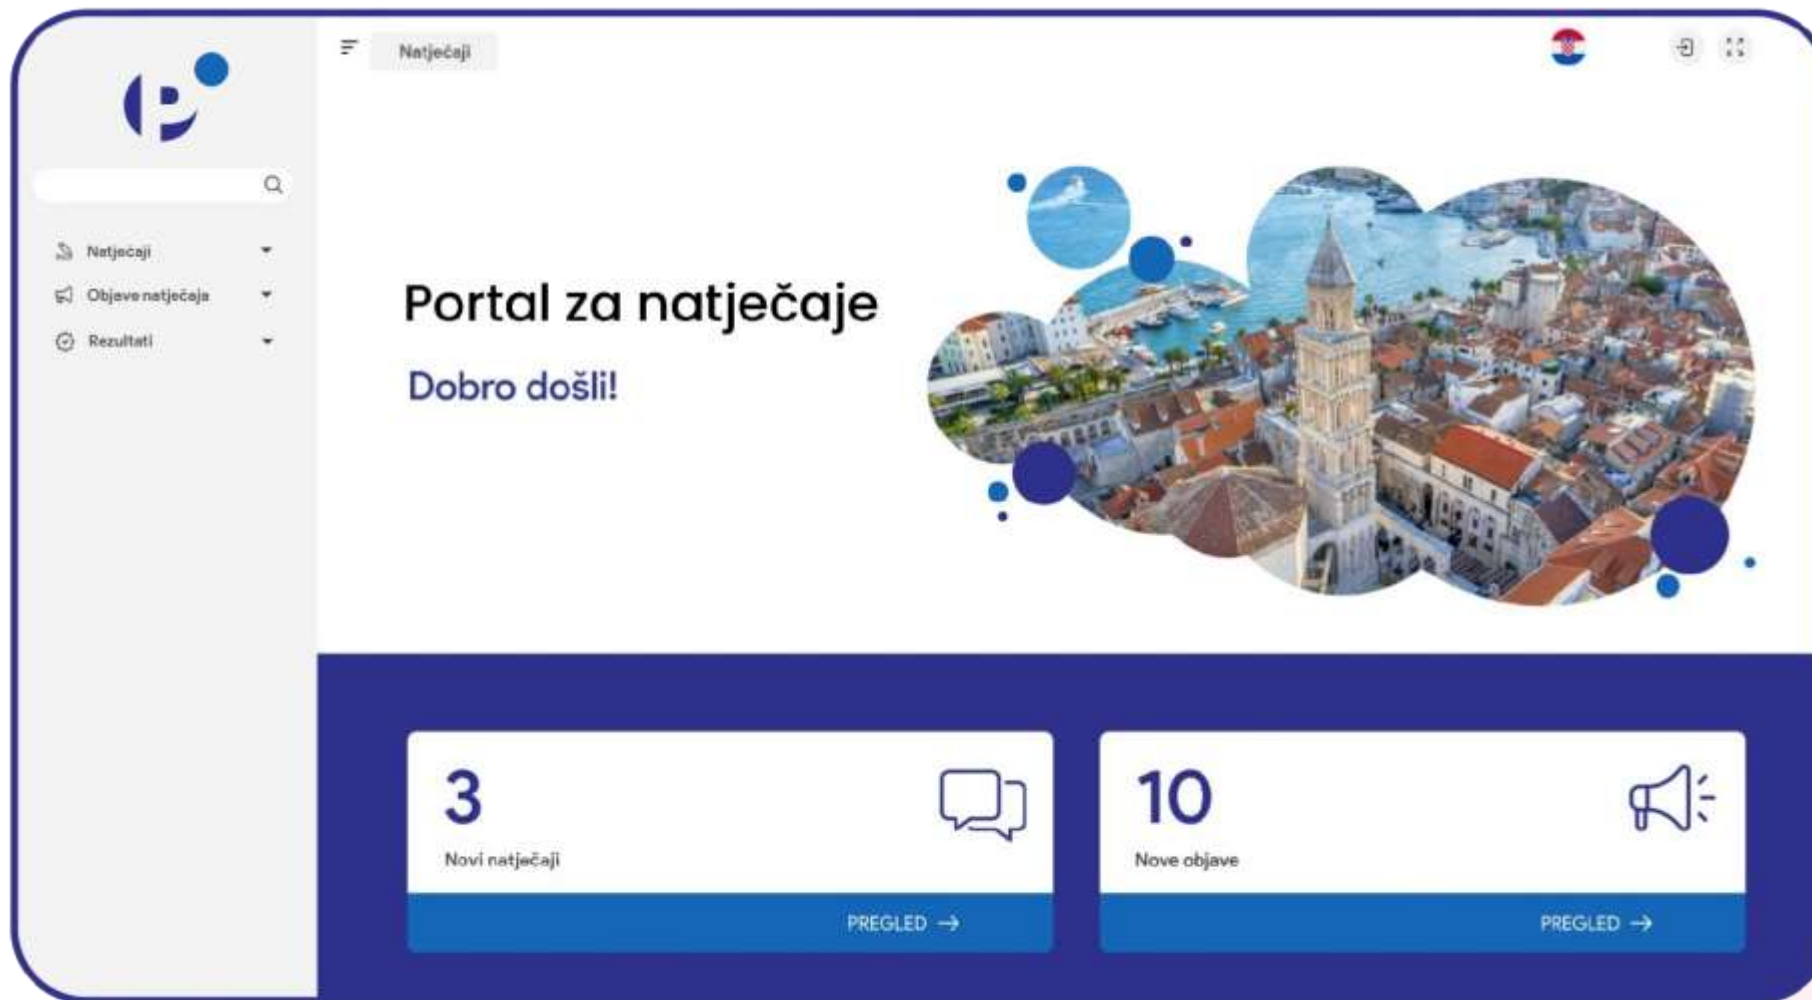 Natječaji
Natječaji
Objave natječaja
Rezultati
Portal za natječaje
Dobro došli!
3
Novi natječaji
PREGLED →
10
Nove objave
PREGLED →